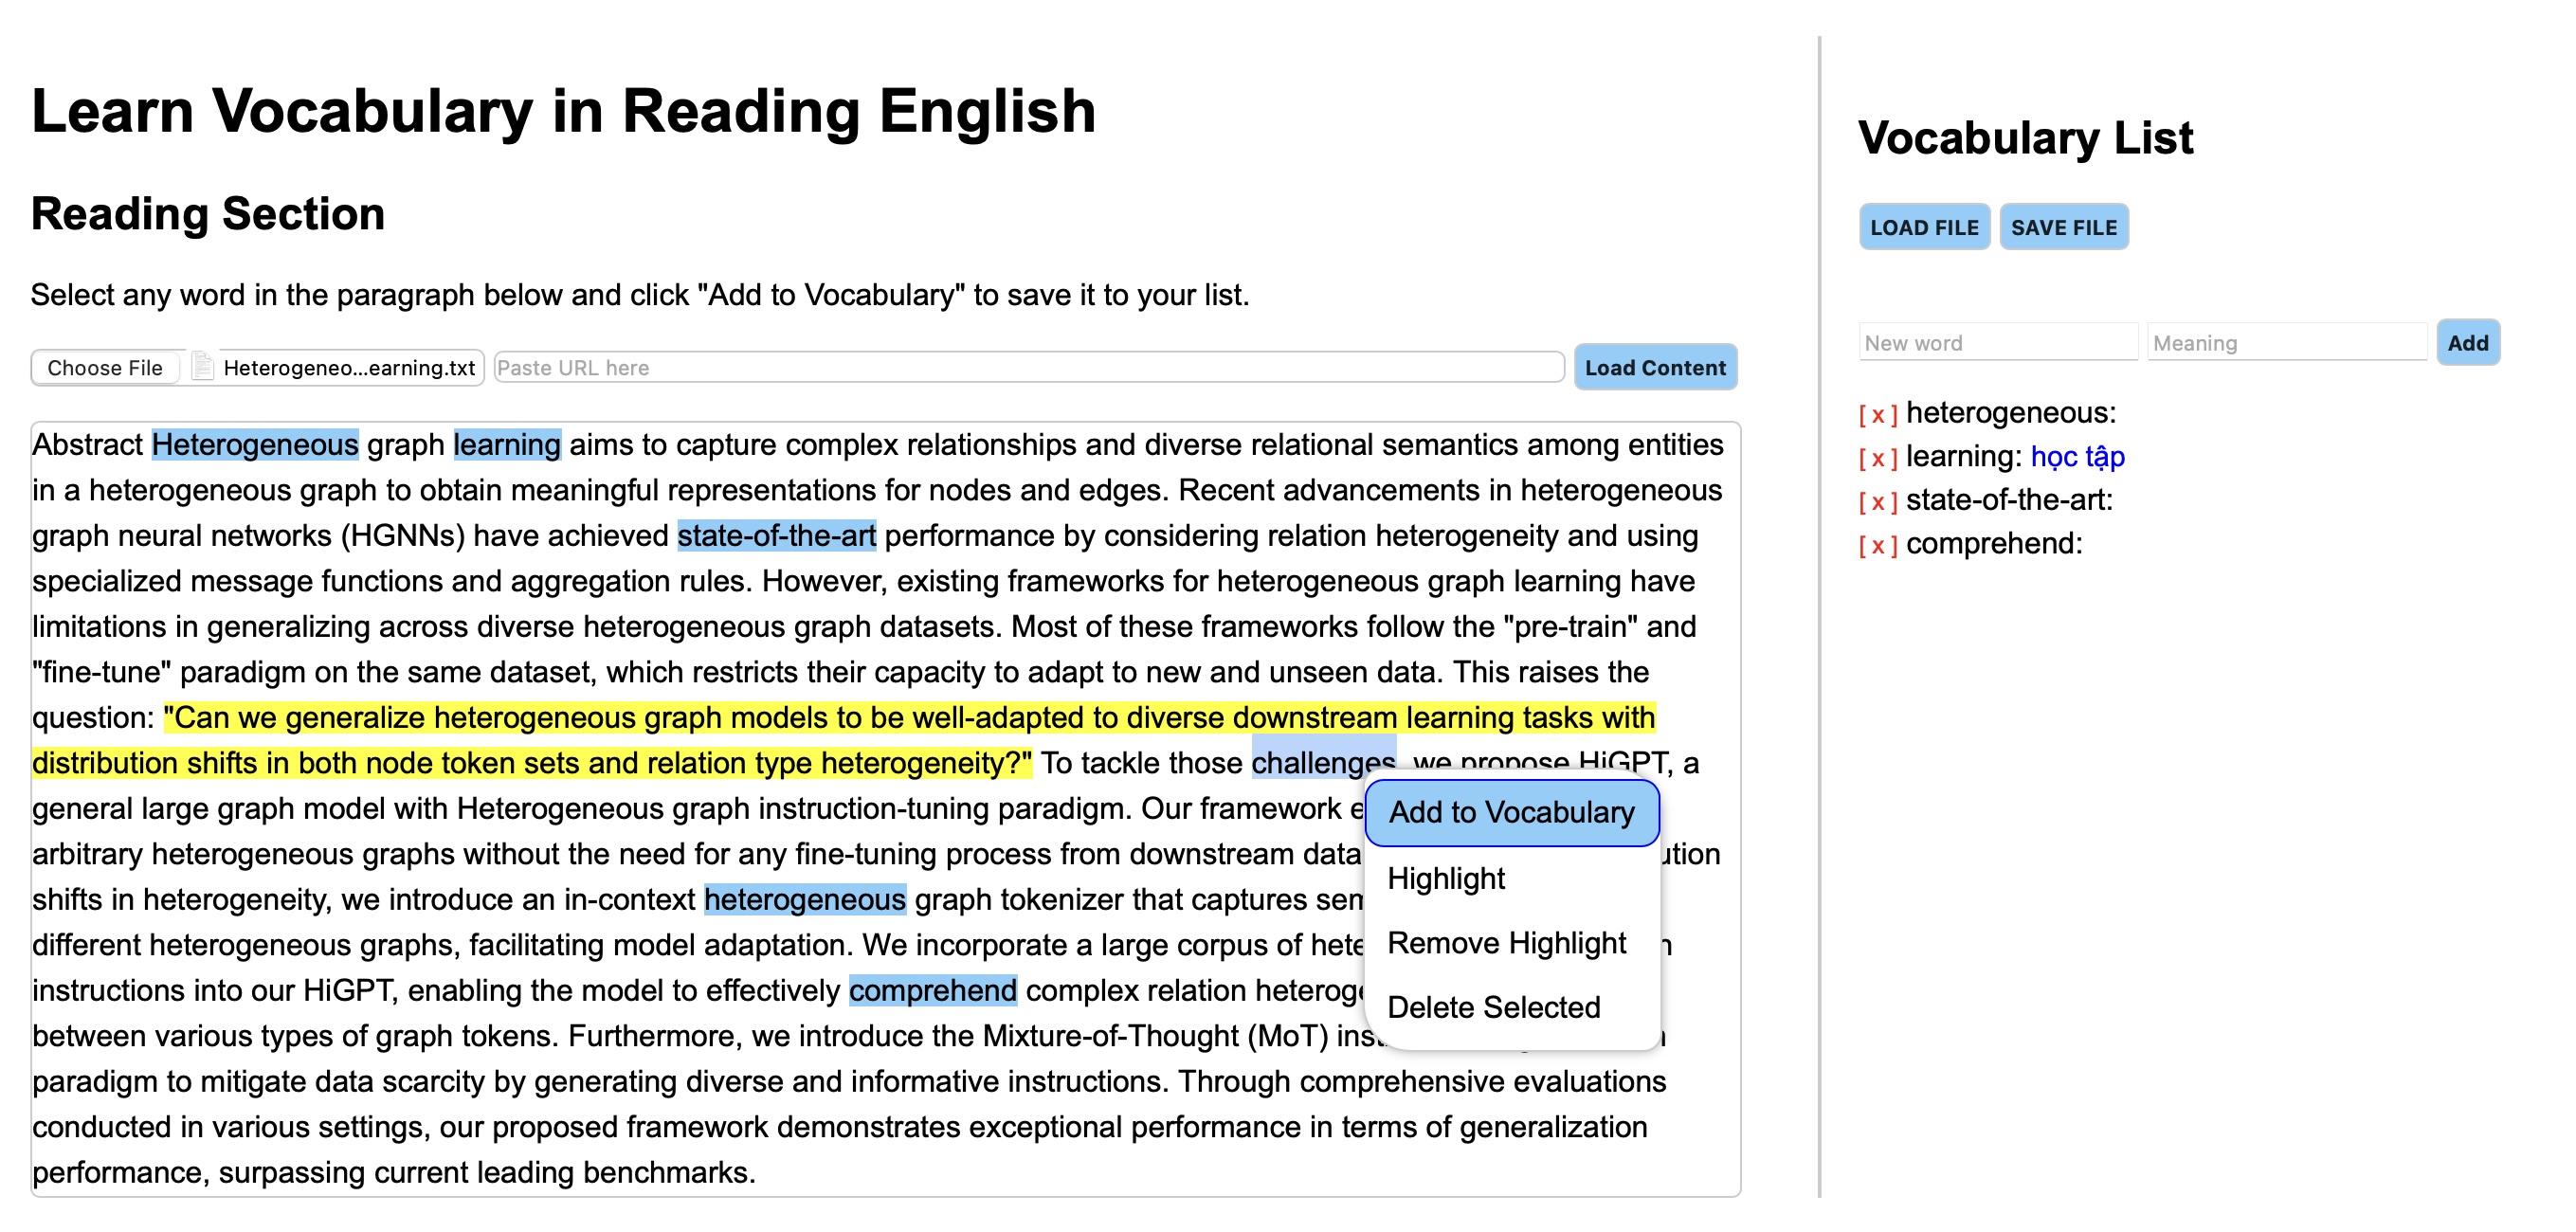 Learn Vocabulary in Reading English
Reading Section
Select any word in the paragraph below and click "Add to Vocabulary" to save it to your list.
Choose File Heterogeneo...earning.txt Paste URL here Load Content
Abstract Heterogeneous graph learning aims to capture complex relationships and diverse relational semantics among entities
in a heterogeneous graph to obtain meaningful representations for nodes and edges. Recent advancements in heterogeneous
graph neural networks (HGNNs) have achieved state-of-the-art performance by considering relation heterogeneity and using
specialized message functions and aggregation rules. However, existing frameworks for heterogeneous graph learning have
limitations in generalizing across diverse heterogeneous graph datasets. Most of these frameworks follow the "pre-train" and
"fine-tune" paradigm on the same dataset, which restricts their capacity to adapt to new and unseen data. This raises the
question: "Can we generalize heterogeneous graph models to be well-adapted to diverse downstream learning tasks with
distribution shifts in both node token sets and relation type heterogeneity?" To tackle those challenges, we propose HiGPT, a
general large graph model with Heterogeneous graph instruction-tuning paradigm. Our framework
arbitrary heterogeneous graphs without the need for any fine-tuning process from downstream
shifts in heterogeneity, we introduce an in-context heterogeneous graph tokenizer that captures
different heterogeneous graphs, facilitating model adaptation. We incorporate a large corpus of
instructions into our HiGPT, enabling the model to effectively comprehend complex relation
between various types of graph tokens. Furthermore, we introduce the Mixture-of-Thought (MoT)
paradigm to mitigate data scarcity by generating diverse and informative instructions. Through comprehensive evaluations
conducted in various settings, our proposed framework demonstrates exceptional performance in terms of generalization
performance, surpassing current leading benchmarks.
Add to Vocabulary
Highlight
Remove Highlight
Delete Selected
Vocabulary List
LOAD FILE SAVE FILE
New word Meaning Add
[ x ] heterogeneous:
[ x ] learning: học tập
[ x ] state-of-the-art:
[ x ] comprehend: